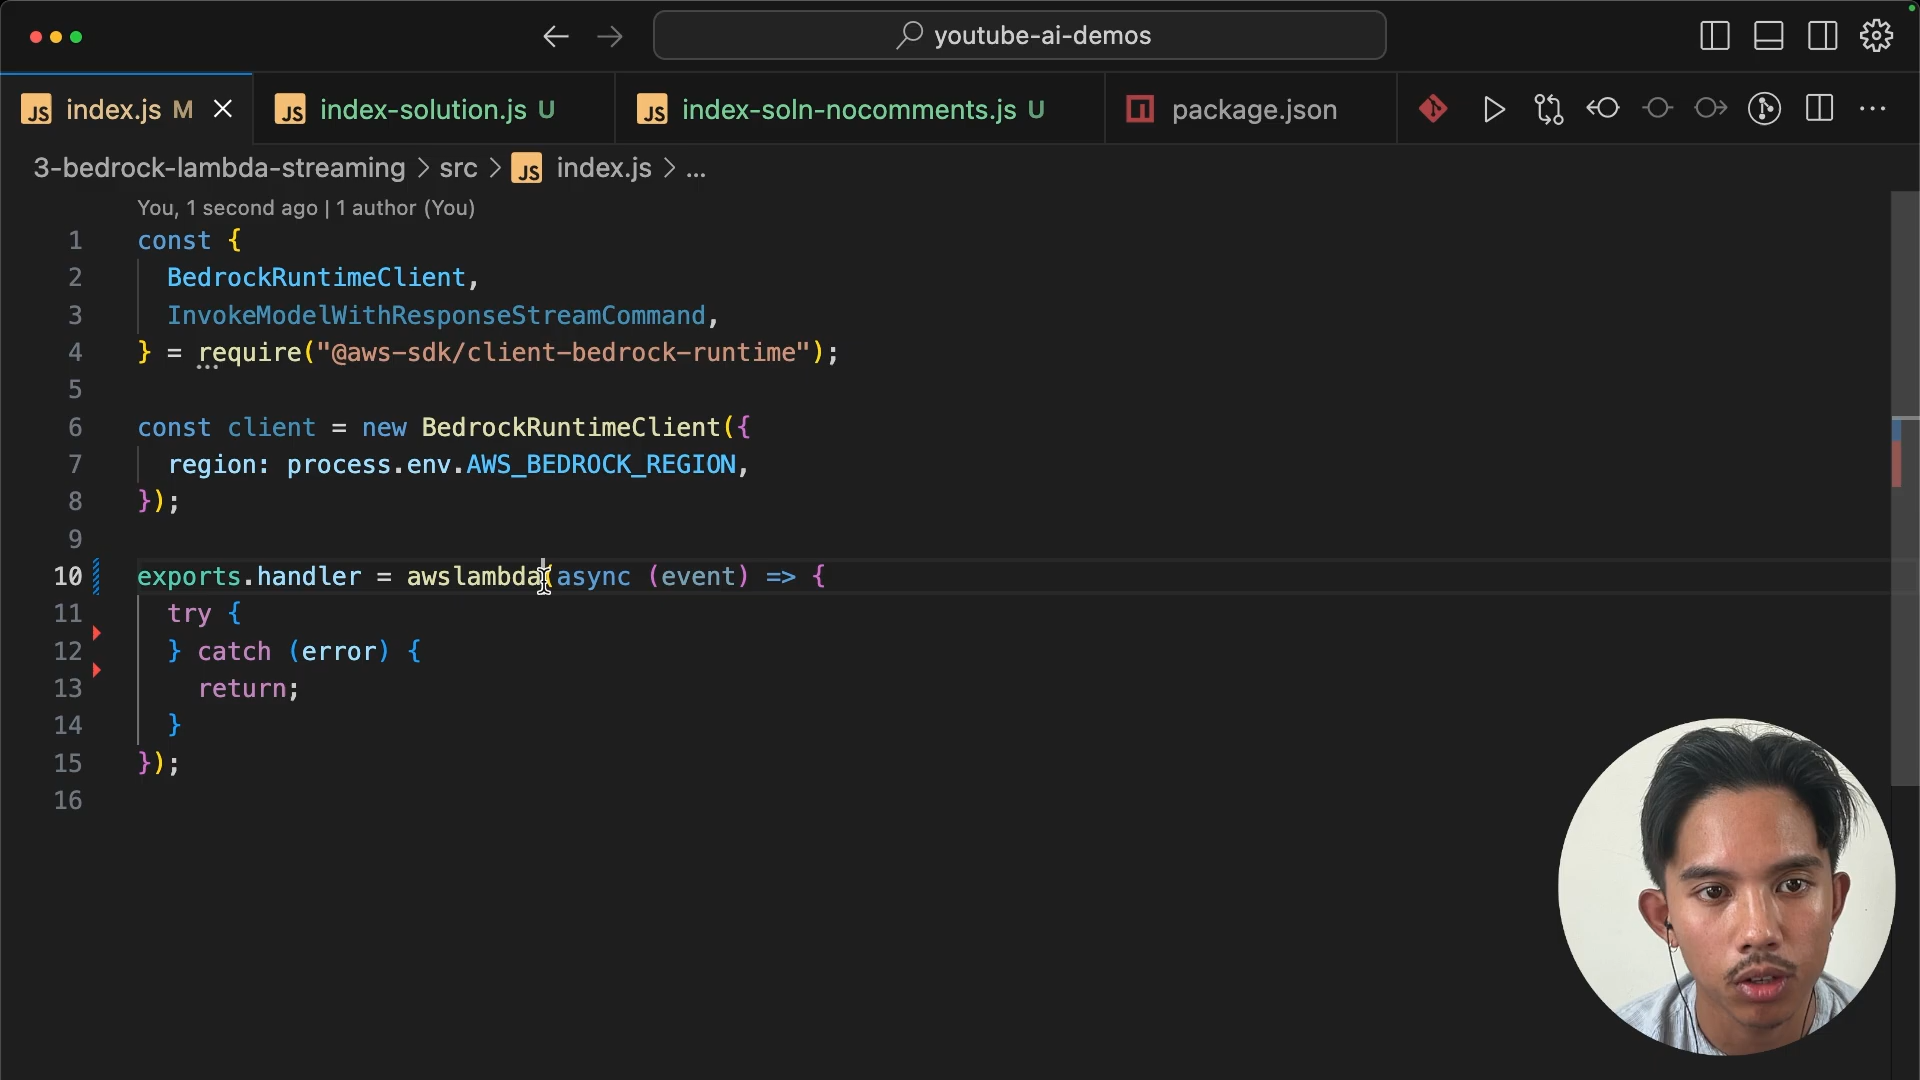 youtube-ai-demos
JS index.js M
JS index-solution.js U
JS index-soln-nocomments.js U
package.json
3-bedrock-lambda-streaming > src > JS index.js > ...
You, 1 second ago | 1 author (You)
1 const {
2 BedrockRuntimeClient,
3 InvokeModelWithResponseStreamCommand,
4 } = require("@aws-sdk/client-bedrock-runtime");
5
6 const client = new BedrockRuntimeClient({
7 region: process.env.AWS_BEDROCK_REGION,
8 });
9
10 exports.handler = awslambda(async (event) => {
11 try {
12 } catch (error) {
13 return;
14 }
15 });
16